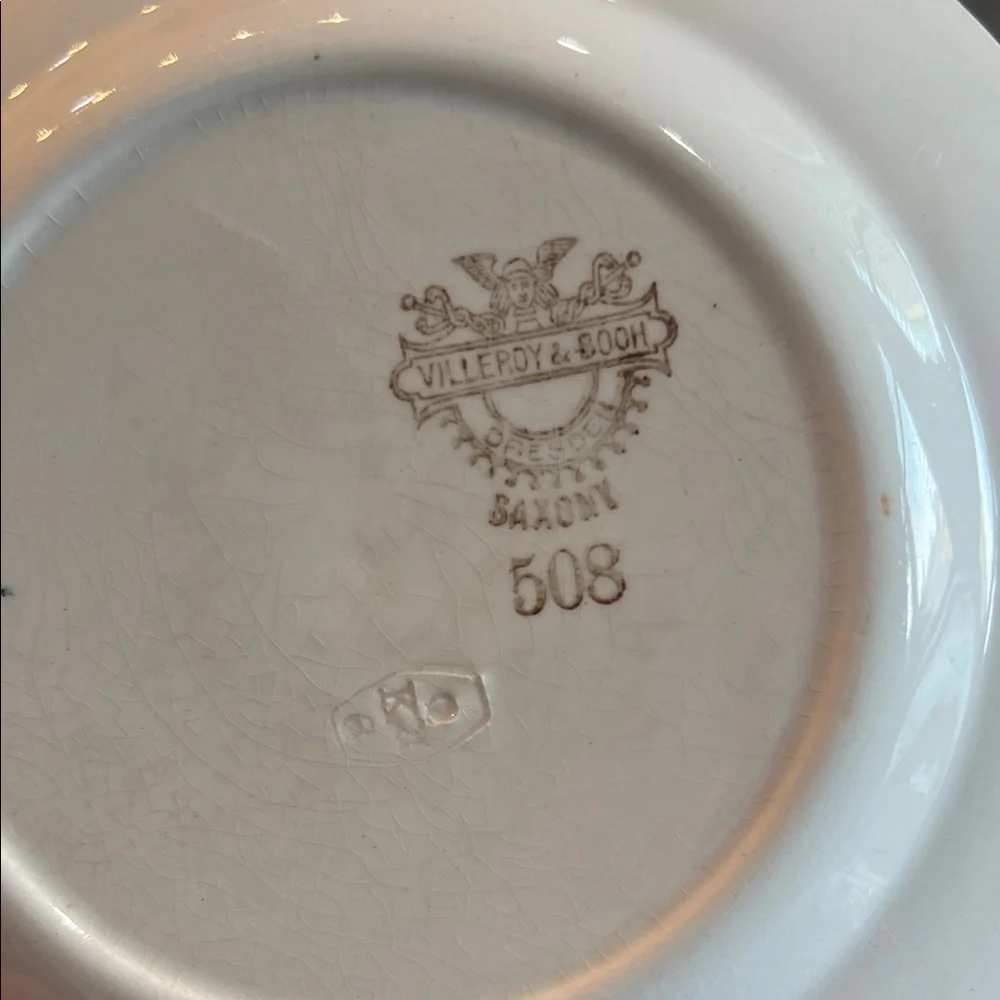 VILLEROY & BOCH
DRESDEN
SAXONY
508